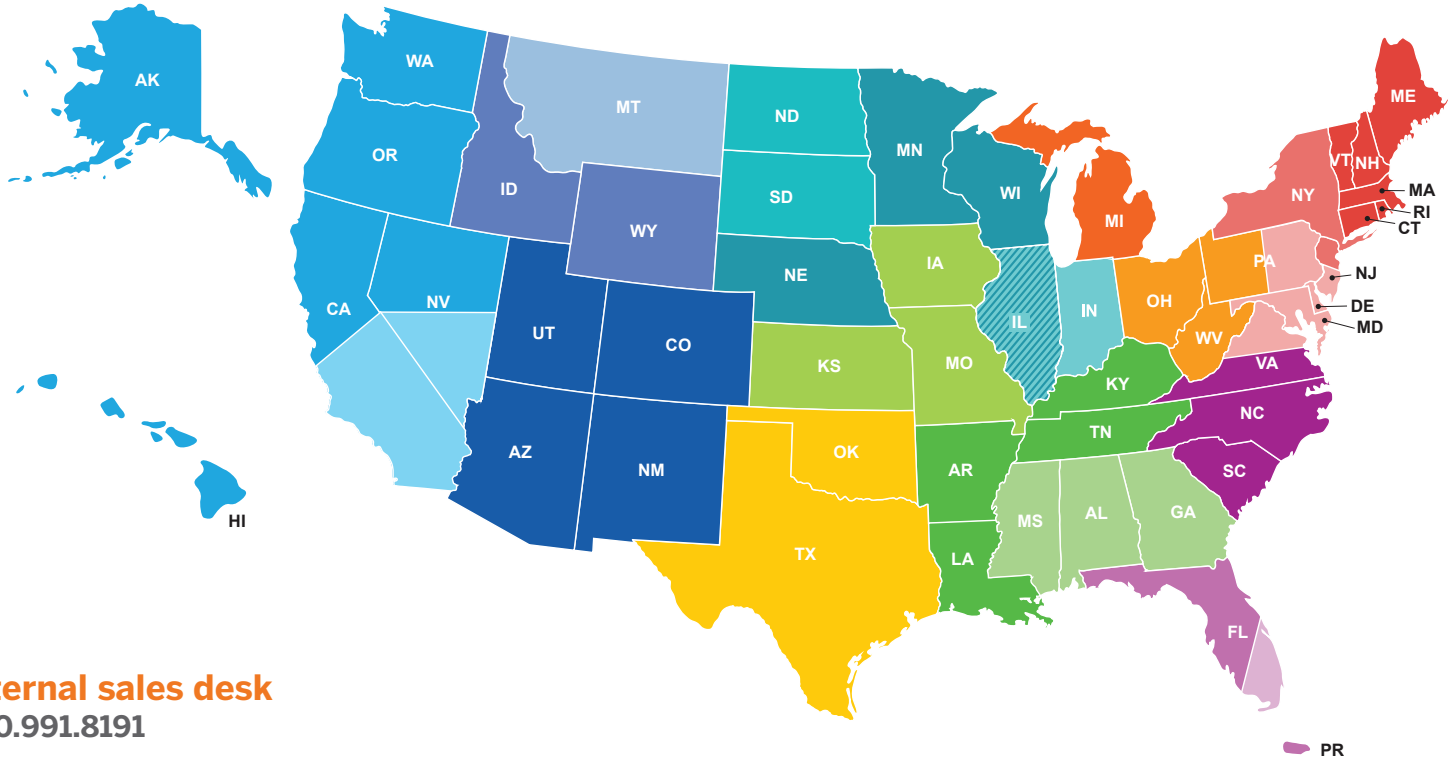 AK
WA
MT
ND
MN
ME
OR
ID
SD
WI
VT
NH
NY
MA
MI
RI
CT
WY
NE
IA
PA
NJ
CA
NV
UT
CO
IL
IN
OH
DE
MD
WV
KS
MO
KY
VA
NC
TN
AZ
NM
OK
AR
SC
HI
MS
AL
GA
TX
LA
FL
ternal sales desk
0.991.8191
PR